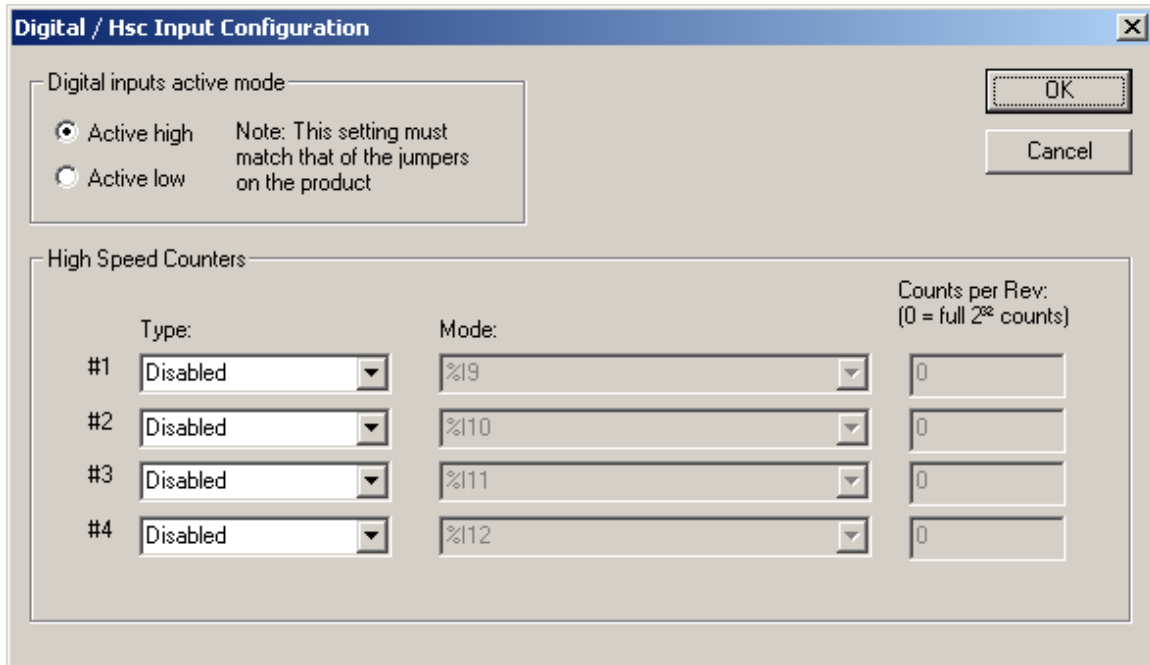 Digital / Hsc Input Configuration
Digital inputs active mode
Active high
Active low
Note: This setting must
match that of the jumpers
on the product
OK
Cancel
High Speed Counters
Type:
Mode:
Counts per Rev:
(0 = full 2³² counts)
#1 Disabled %I9 0
#2 Disabled %I10 0
#3 Disabled %I11 0
#4 Disabled %I12 0